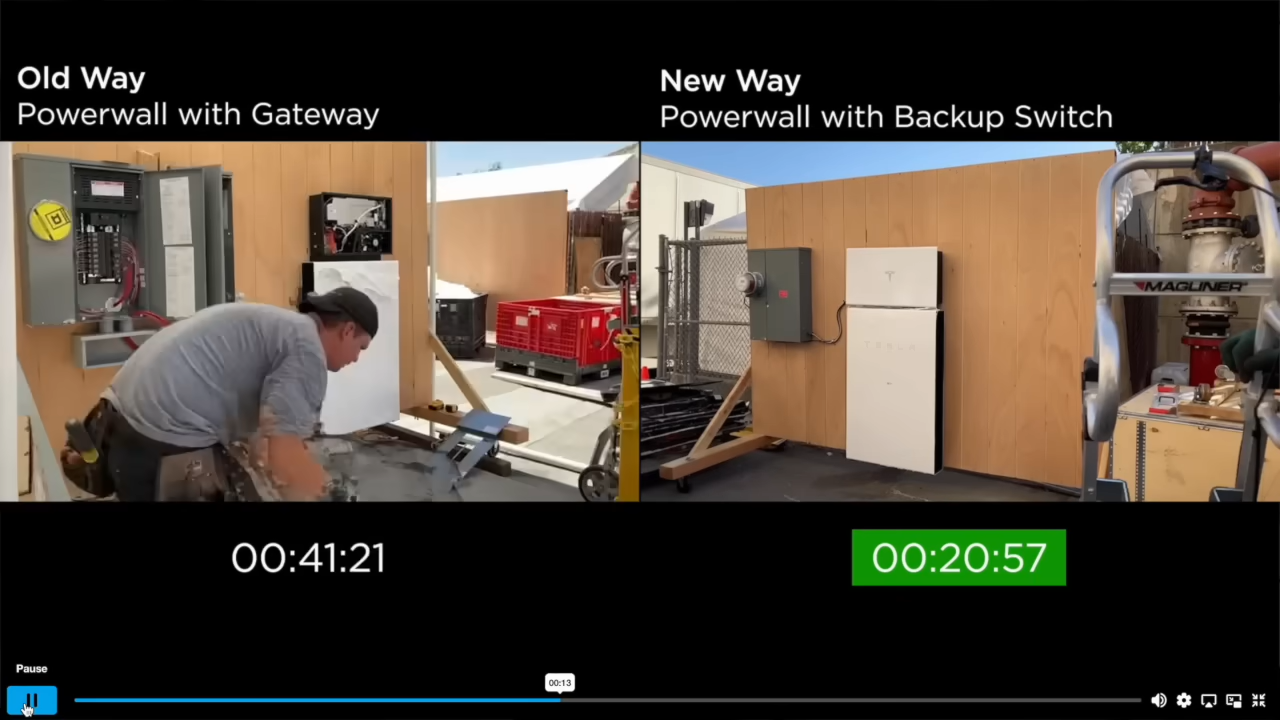 Old Way
Powerwall with Gateway
New Way
Powerwall with Backup Switch
TESLA
MAGLINER
00:41:21
00:20:57
Pause
00:13